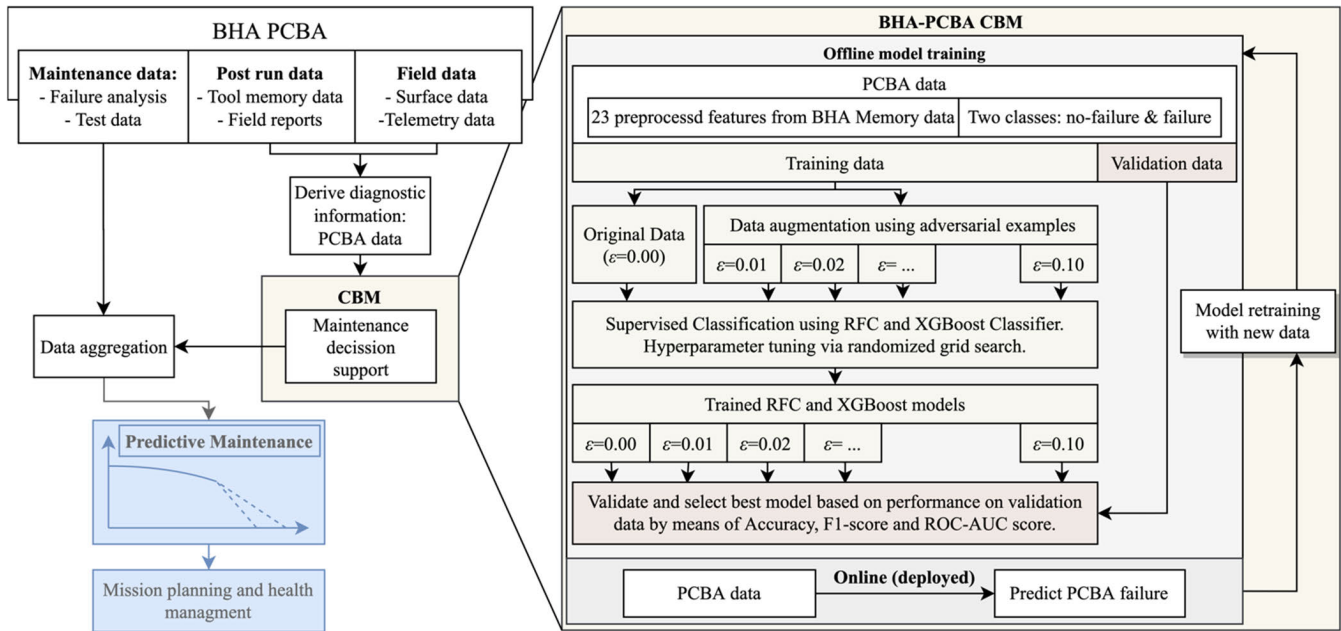 BHA PCBA
Maintenance data:
- Failure analysis
- Test data
Post run data
- Tool memory data
- Field reports
Field data
- Surface data
-Telemetry data
Derive diagnostic
information:
PCBA data
CBM
Maintenance
decission
support
Data aggregation
Predictive Maintenance
Mission planning and health
managment
BHA-PCBA CBM
Offline model training
PCBA data
23 preprocessd features from BHA Memory data
Two classes: no-failure & failure
Training data
Validation data
Original Data
(ε=0.00)
Data augmentation using adversarial examples
ε=0.01
ε=0.02
ε= ...
ε=0.10
Supervised Classification using RFC and XGBoost Classifier.
Hyperparameter tuning via randomized grid search.
Trained RFC and XGBoost models
ε=0.00
ε=0.01
ε=0.02
ε= ...
ε=0.10
Validate and select best model based on performance on validation
data by means of Accuracy, F1-score and ROC-AUC score.
PCBA data
Online (deployed)
Predict PCBA failure
Model retraining
with new data